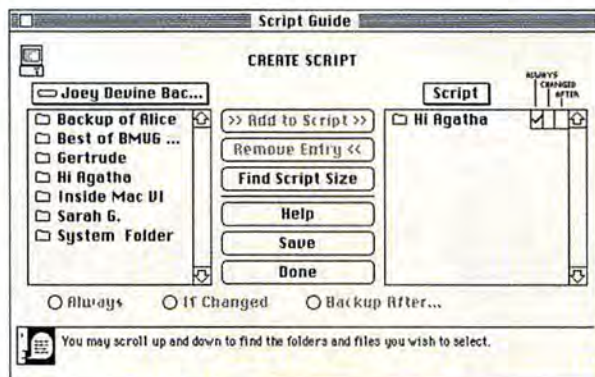 Script Guide
CREATE SCRIPT
ALWAYS
CHANGED
AFTER
Joey Devine Bac...
Script
Backup of Alice
Best of BMUG ...
Gertrude
Hi Agatha
Inside Mac VI
Sarah G.
System Folder
>> Add to Script >>
Remove Entry <<
Find Script Size
Help
Save
Done
Hi Agatha
Always
If Changed
Backup After...
You may scroll up and down to find the folders and files you wish to select.